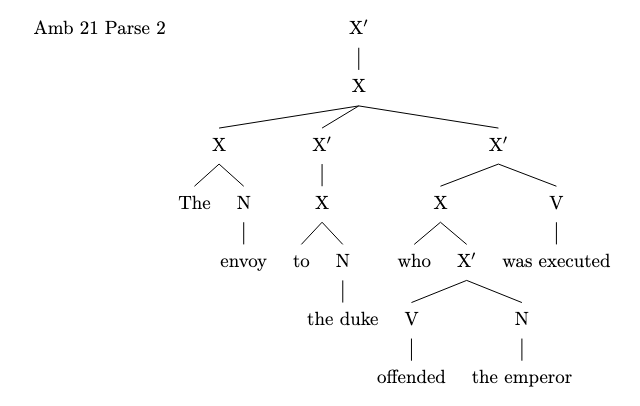 Amb 21 Parse 2 X′
X
X X′ X′
The N X X V
envoy to N who X′ was executed
the duke V N
offended the emperor